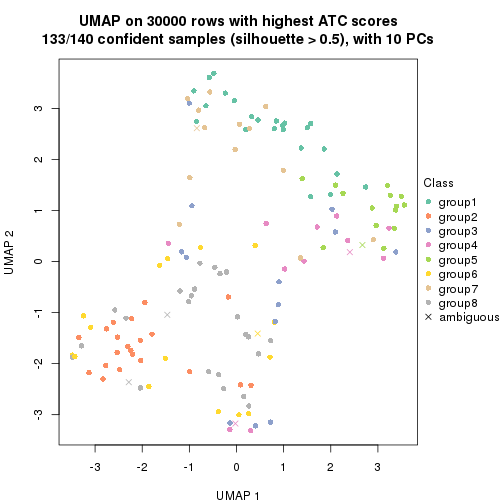 UMAP on 30000 rows with highest ATC scores
133/140 confident samples (silhouette > 0.5), with 10 PCs
3
2
1
0
-1
-2
-3
UMAP 2
-3
-2
-1
0
1
2
3
UMAP 1
Class
group1
group2
group3
group4
group5
group6
group7
group8
ambiguous